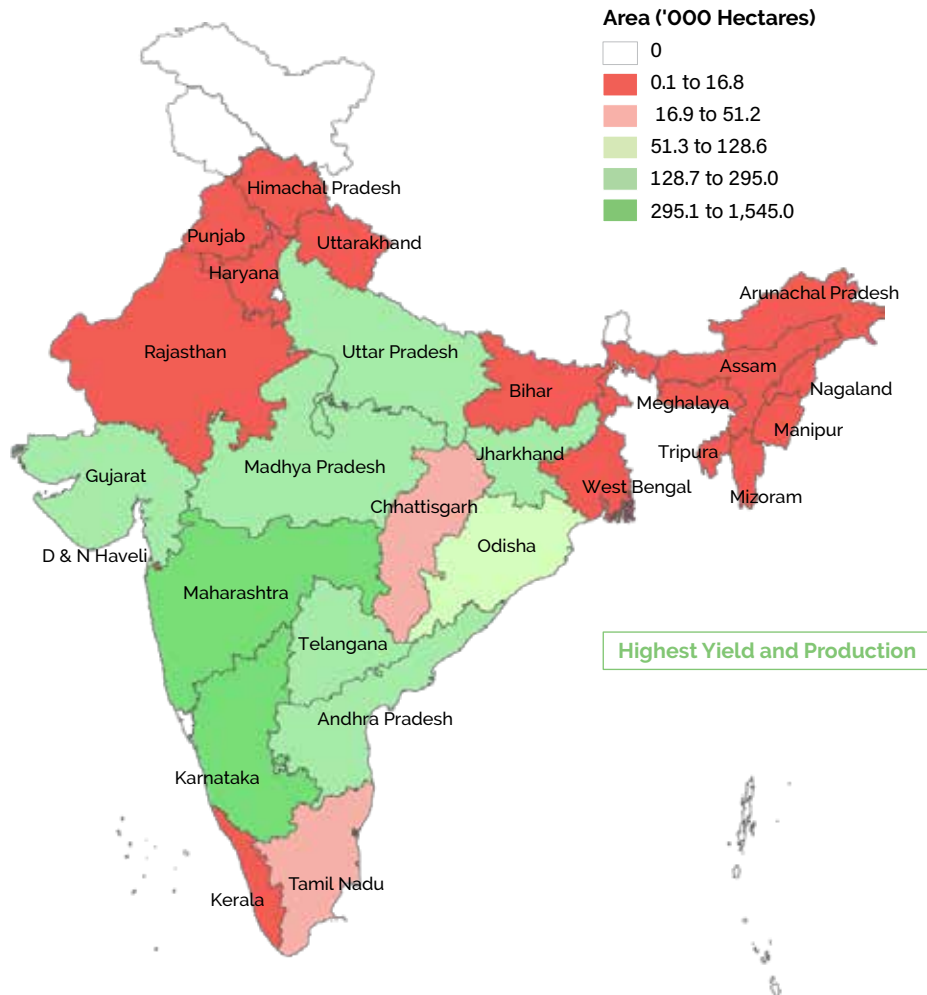 Area ('000 Hectares)
0
0.1 to 16.8
16.9 to 51.2
51.3 to 128.6
128.7 to 295.0
295.1 to 1,545.0
Himachal Pradesh
Punjab
Uttarakhand
Haryana
Arunachal Pradesh
Rajasthan
Uttar Pradesh
Assam
Bihar
Nagaland
Meghalaya
Manipur
Jharkhand
Tripura
Madhya Pradesh
Gujarat
West Bengal
Mizoram
Chhattisgarh
Odisha
D & N Haveli
Maharashtra
Telangana
Highest Yield and Production
Andhra Pradesh
Karnataka
Tamil Nadu
Kerala